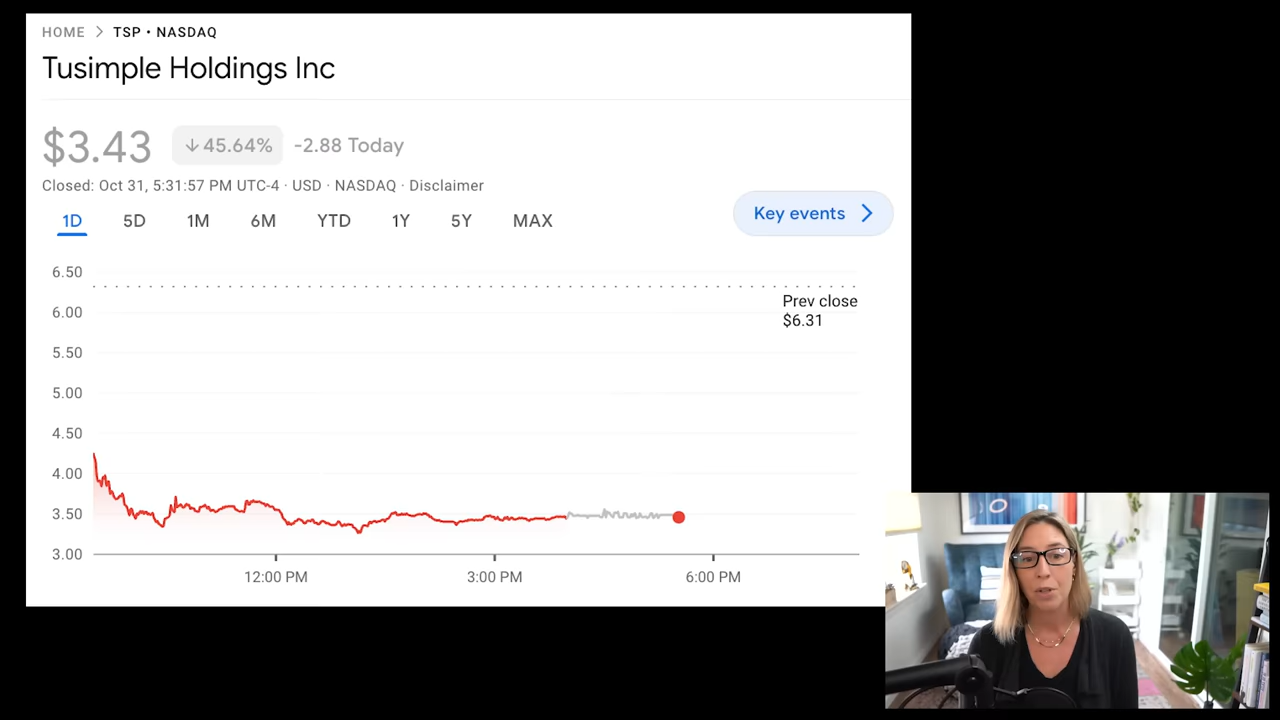 HOME > TSP • NASDAQ
Tusimple Holdings Inc
$3.43 ↓45.64% -2.88 Today
Closed: Oct 31, 5:31:57 PM UTC-4 · USD · NASDAQ · Disclaimer
1D 5D 1M 6M YTD 1Y 5Y MAX
Key events >
6.50
Prev close
$6.31
6.00
5.50
5.00
4.50
4.00
3.50
3.00
12:00 PM 3:00 PM 6:00 PM